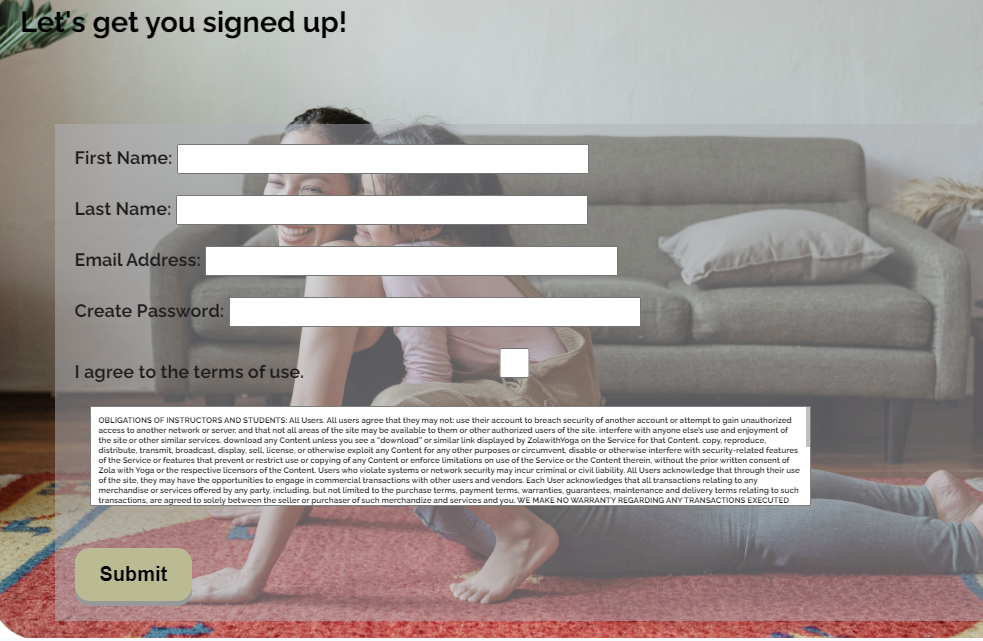 Let's get you signed up!
First Name:
Last Name:
Email Address:
Create Password:
I agree to the terms of use.
OBLIGATIONS OF INSTRUCTORS AND STUDENTS: All Users. All users agree that they may not: use their account to breach security of another account or attempt to gain unauthorized
access to another network or server, and that not all areas of the site may be available to them or other authorized users of the site. interfere with anyone else's use and enjoyment of
the site or other similar services. download any Content unless you see a “download” or similar link displayed by ZolawithYoga on the Service for that Content. copy, reproduce,
distribute, transmit, broadcast, display, sell, license, or otherwise exploit any Content for any other purposes or circumvent, disable or otherwise interfere with security-related features
of the Service or features that prevent or restrict use or copying of any Content or enforce limitations on use of the Service or the Content therein, without the prior written consent of
Zola with Yoga or the respective licensors of the Content. Users who violate systems or network security may incur criminal or civil liability. All Users acknowledge that through their use
of the site, they may have the opportunities to engage in commercial transactions with other users and vendors. Each User acknowledges that all transactions relating to any
merchandise or services offered by any party, including, but not limited to the purchase terms, payment terms, warranties, guarantees, maintenance and delivery terms relating to such
transactions, are agreed to solely between the seller or purchaser of such merchandize and services and you. WE MAKE NO WARRANTY REGARDING ANY TRANSACTIONS EXECUTED
Submit